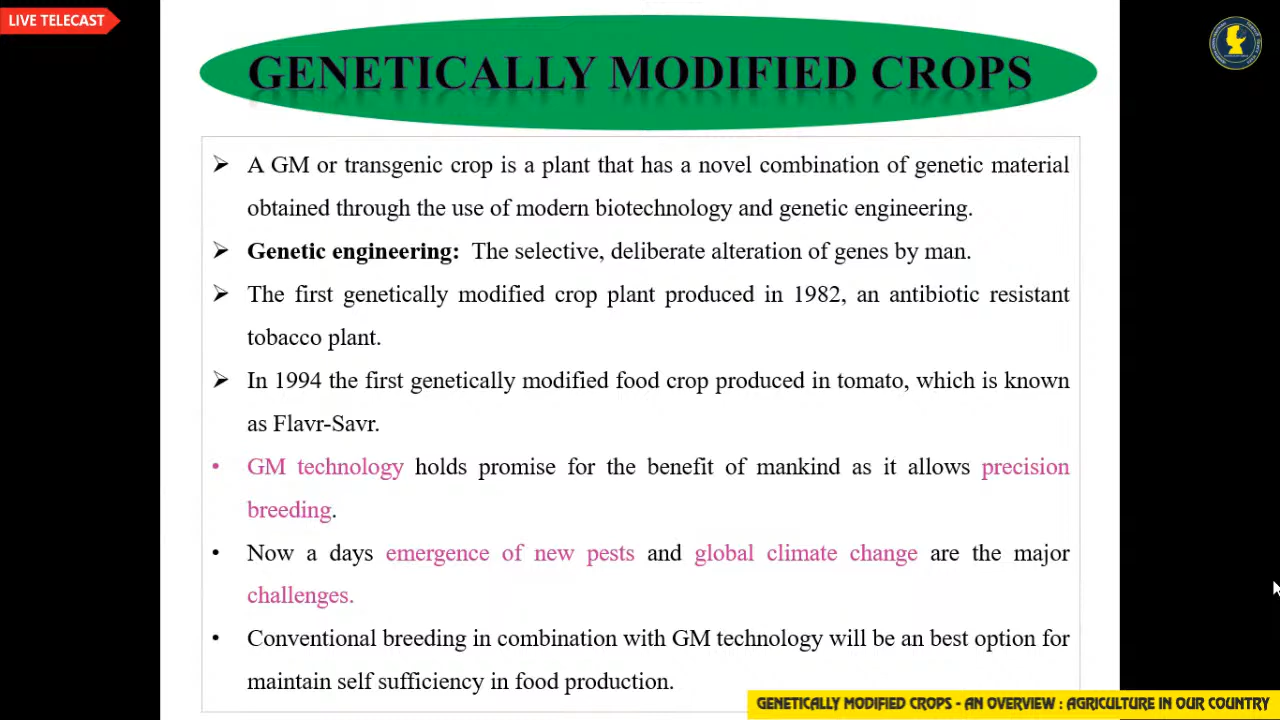 LIVE TELECAST
GENETICALLY MODIFIED CROPS
➢ A GM or transgenic crop is a plant that has a novel combination of genetic material
obtained through the use of modern biotechnology and genetic engineering.
➢ Genetic engineering: The selective, deliberate alteration of genes by man.
➢ The first genetically modified crop plant produced in 1982, an antibiotic resistant
tobacco plant.
➢ In 1994 the first genetically modified food crop produced in tomato, which is known
as Flavr-Savr.
• GM technology holds promise for the benefit of mankind as it allows precision
breeding.
• Now a days emergence of new pests and global climate change are the major
challenges.
• Conventional breeding in combination with GM technology will be an best option for
maintain self sufficiency in food production.
GENETICALLY MODIFIED CROPS - AN OVERVIEW : AGRICULTURE IN OUR COUNTRY